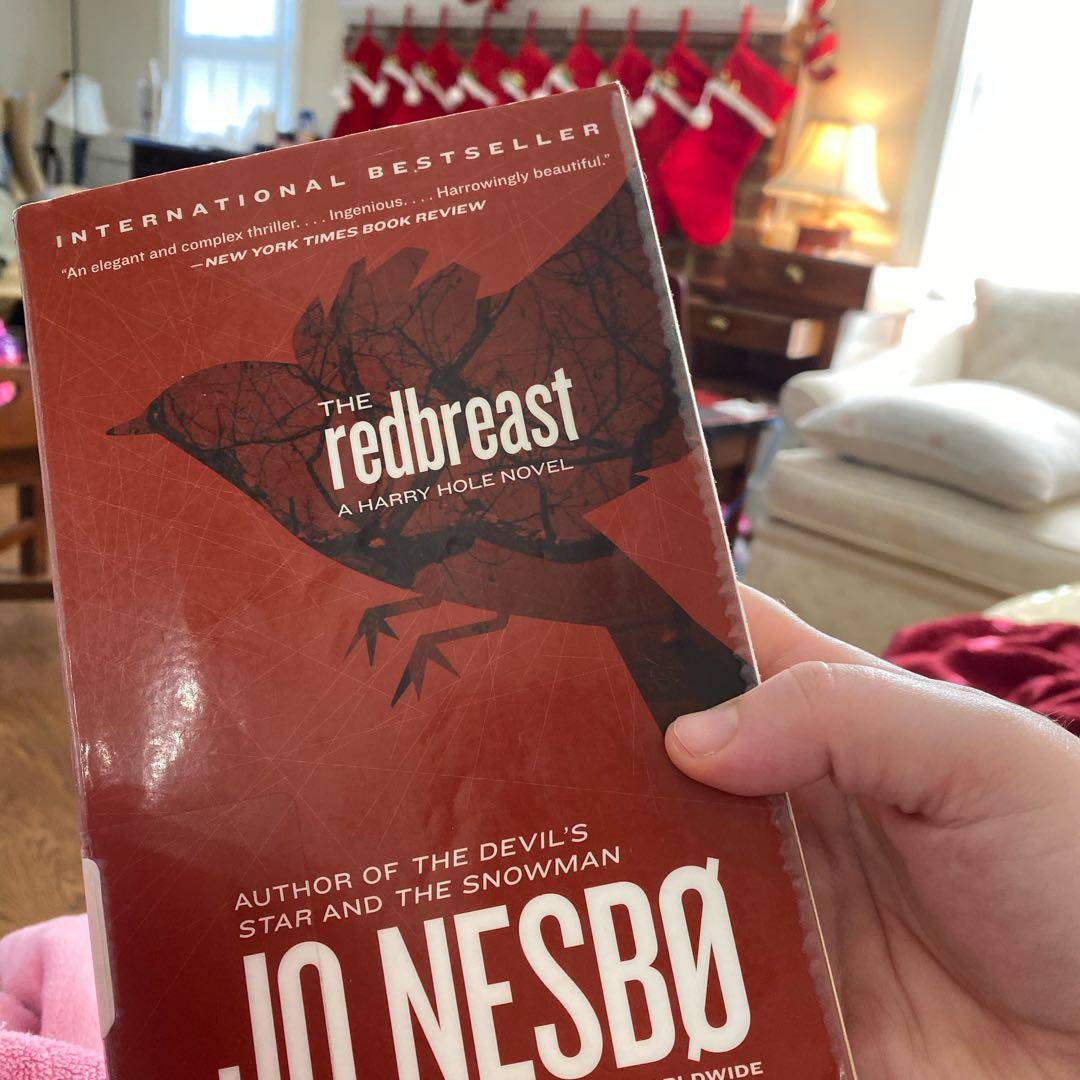 INTERNATIONAL BESTSELLER
“An elegant and complex thriller. . . . Ingenious. . . . Harrowingly beautiful.”
—NEW YORK TIMES BOOK REVIEW
THE
redbreast
A HARRY HOLE NOVEL
AUTHOR OF THE DEVIL’S
STAR AND THE SNOWMAN
JO NESBØ